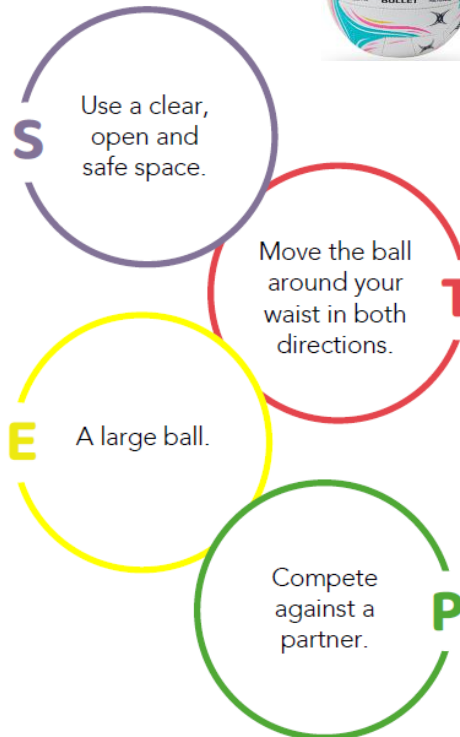 BULLET
S
Use a clear,
open and
safe space.
Move the ball
around your
waist in both
directions.
T
E
A large ball.
Compete
against a
partner.
P